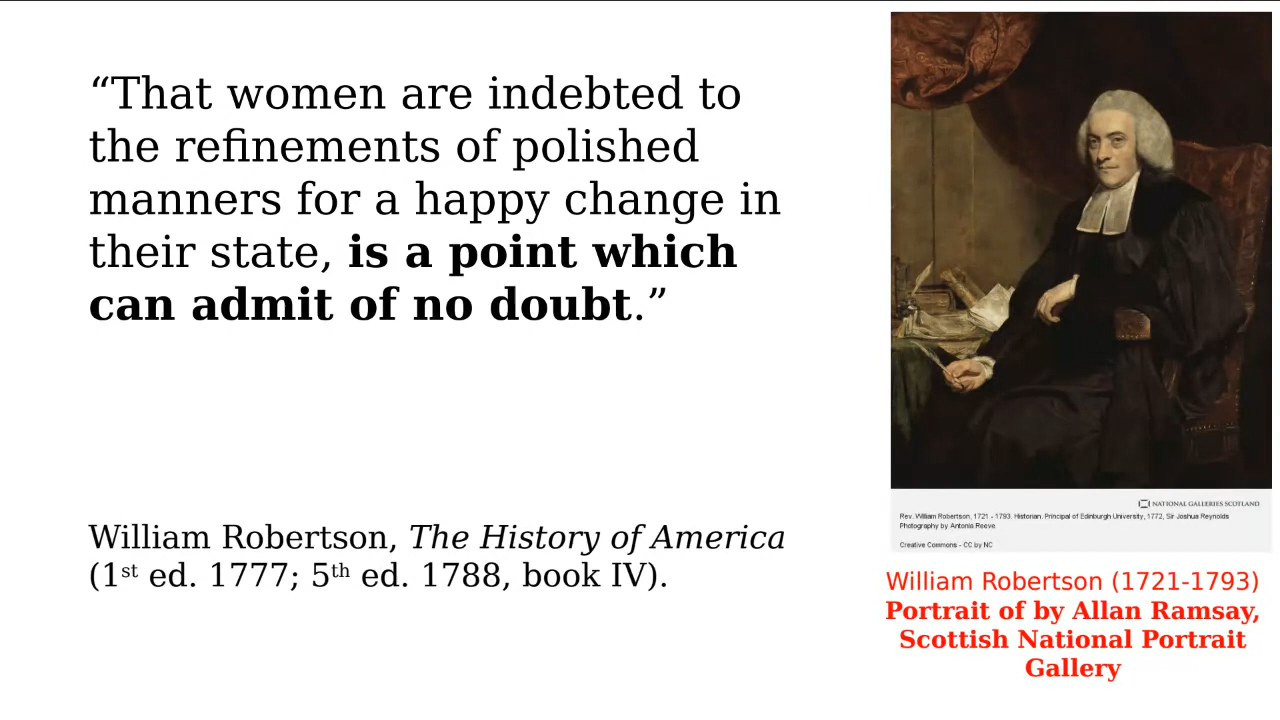 “That women are indebted to
the refinements of polished
manners for a happy change in
their state, is a point which
can admit of no doubt.”
William Robertson, The History of America
(1st ed. 1777; 5th ed. 1788, book IV).
NATIONAL GALLERIES SCOTLAND
Rev. William Robertson, 1721 - 1793. Historian. Principal of Edinburgh University, 1772, Sir Joshua Reynolds
Photography by Antonia Reeve.
Creative Commons - CC by NC
William Robertson (1721-1793)
Portrait of by Allan Ramsay,
Scottish National Portrait
Gallery